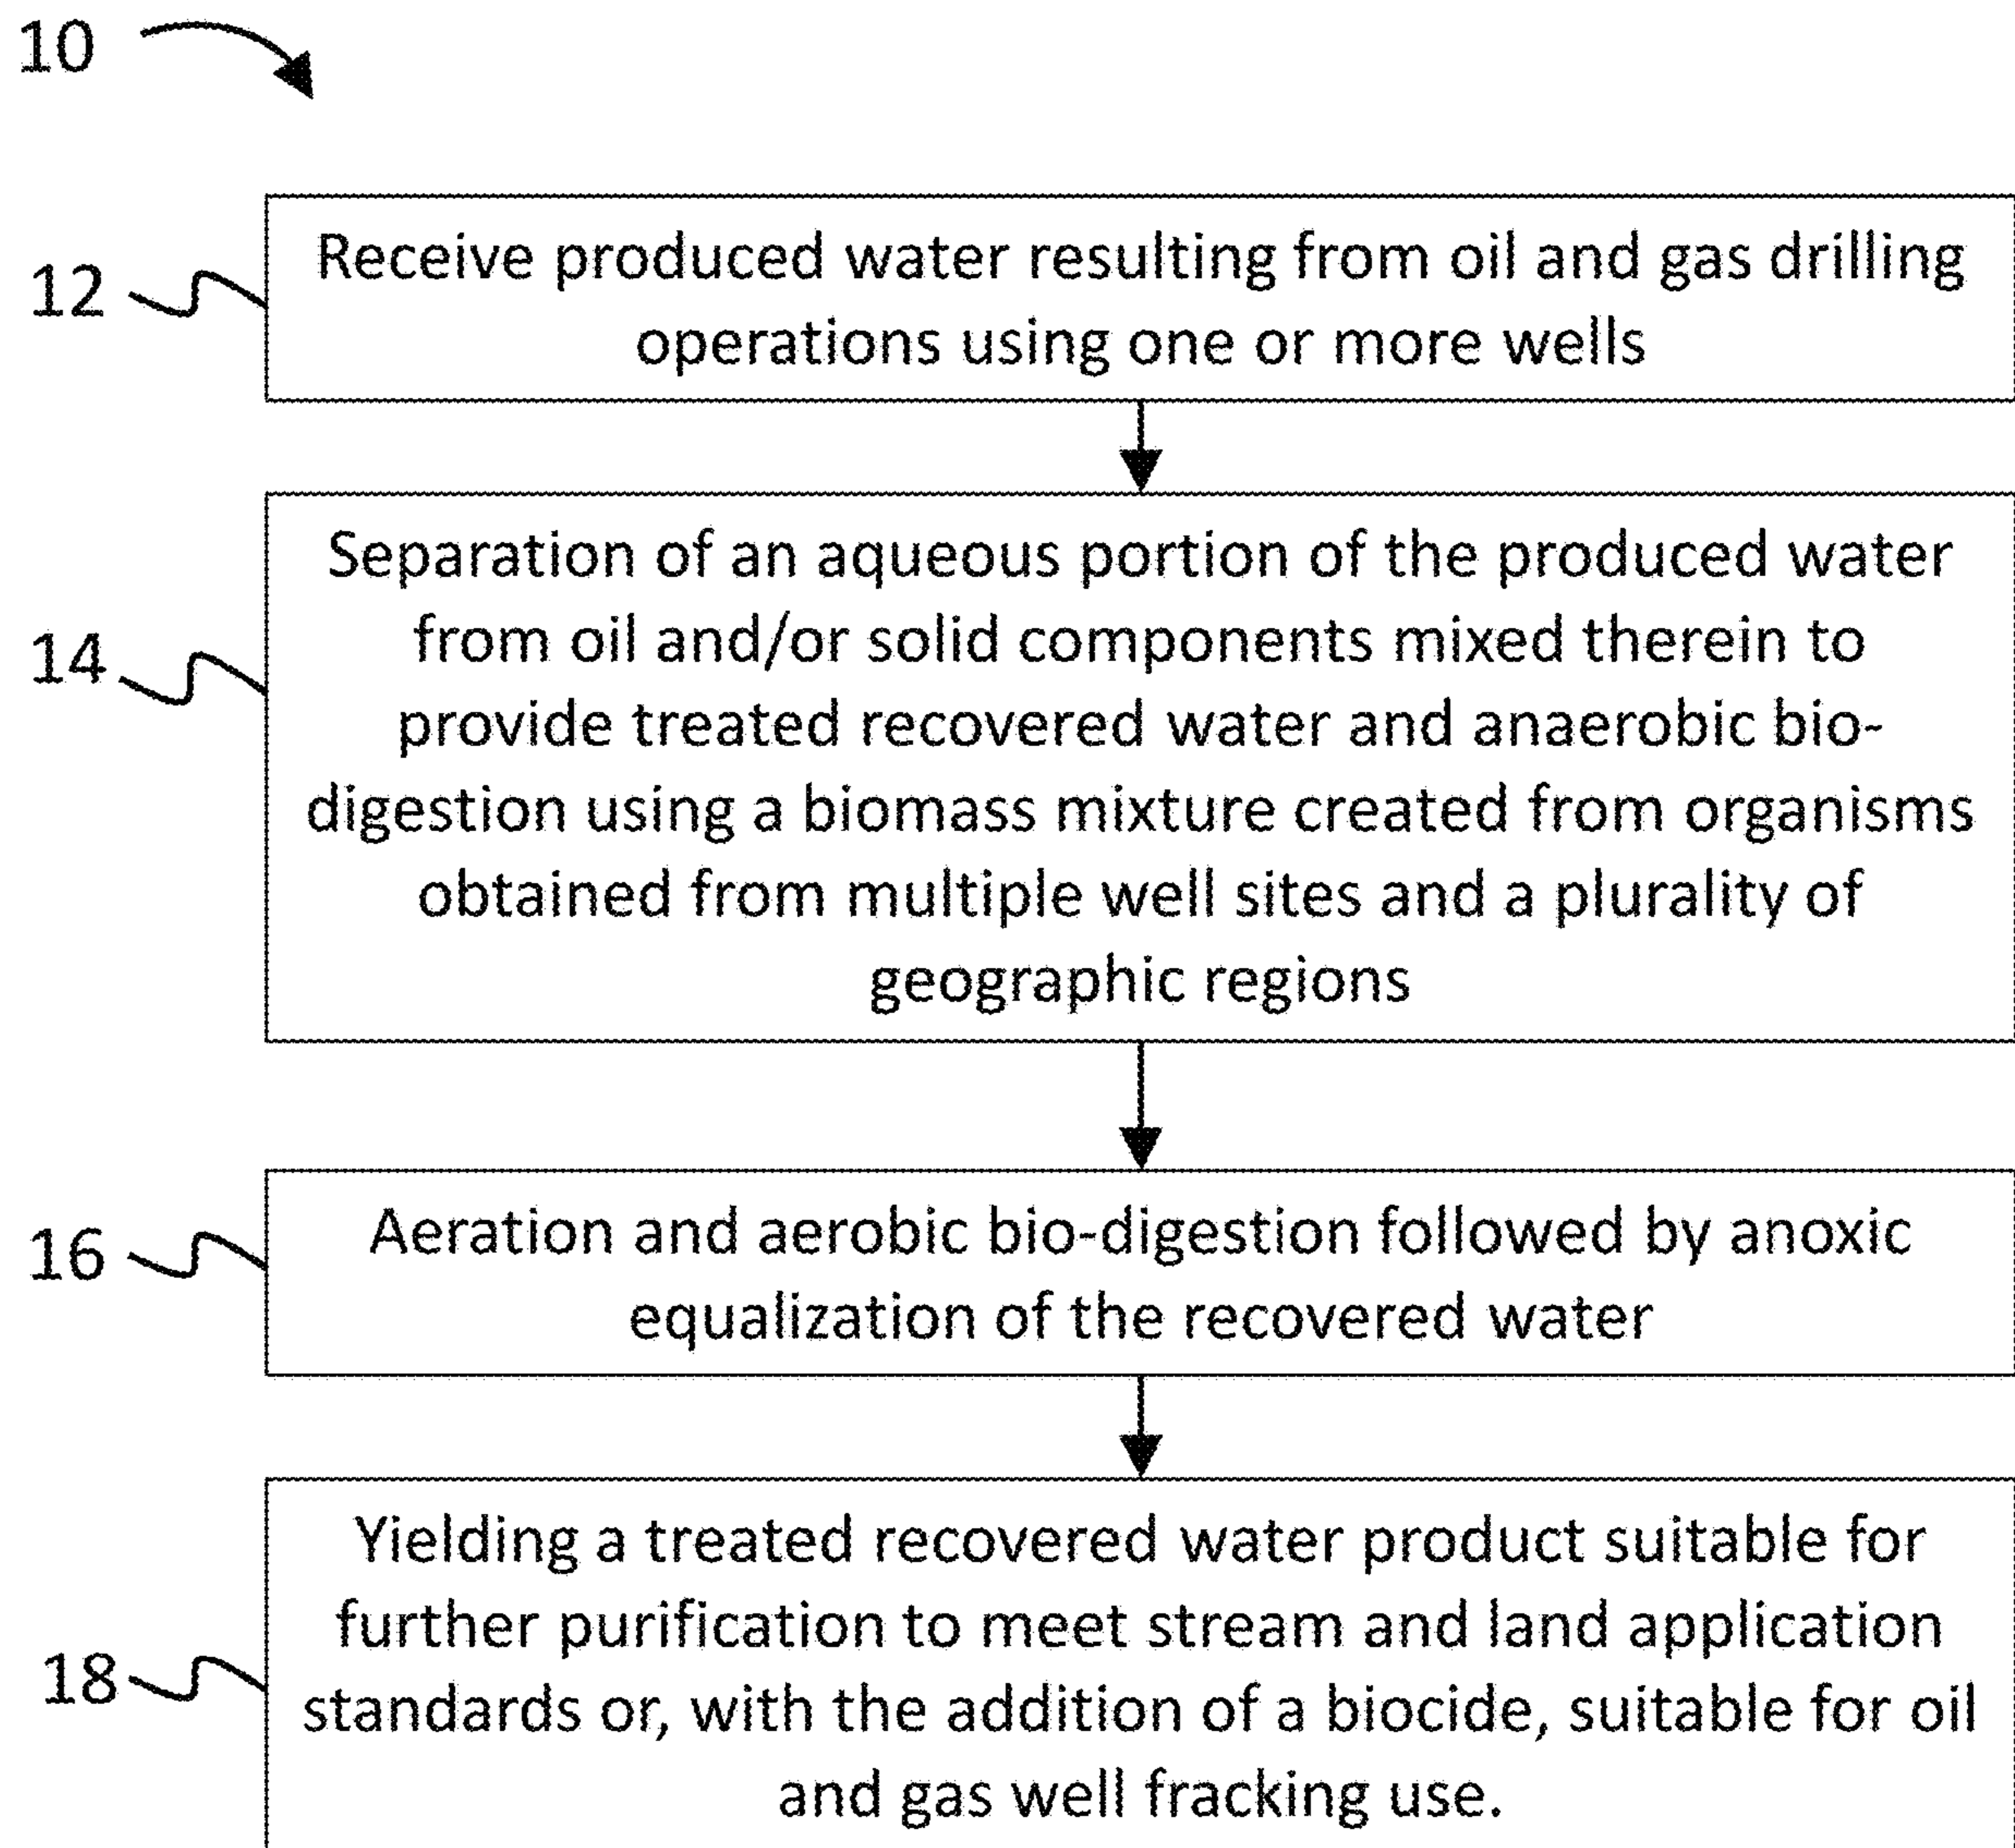 10
12
Receive produced water resulting from oil and gas drilling
operations using one or more wells
14
Separation of an aqueous portion of the produced water
from oil and/or solid components mixed therein to
provide treated recovered water and anaerobic bio-
digestion using a biomass mixture created from organisms
obtained from multiple well sites and a plurality of
geographic regions
16
Aeration and aerobic bio-digestion followed by anoxic
equalization of the recovered water
18
Yielding a treated recovered water product suitable for
further purification to meet stream and land application
standards or, with the addition of a biocide, suitable for oil
and gas well fracking use.